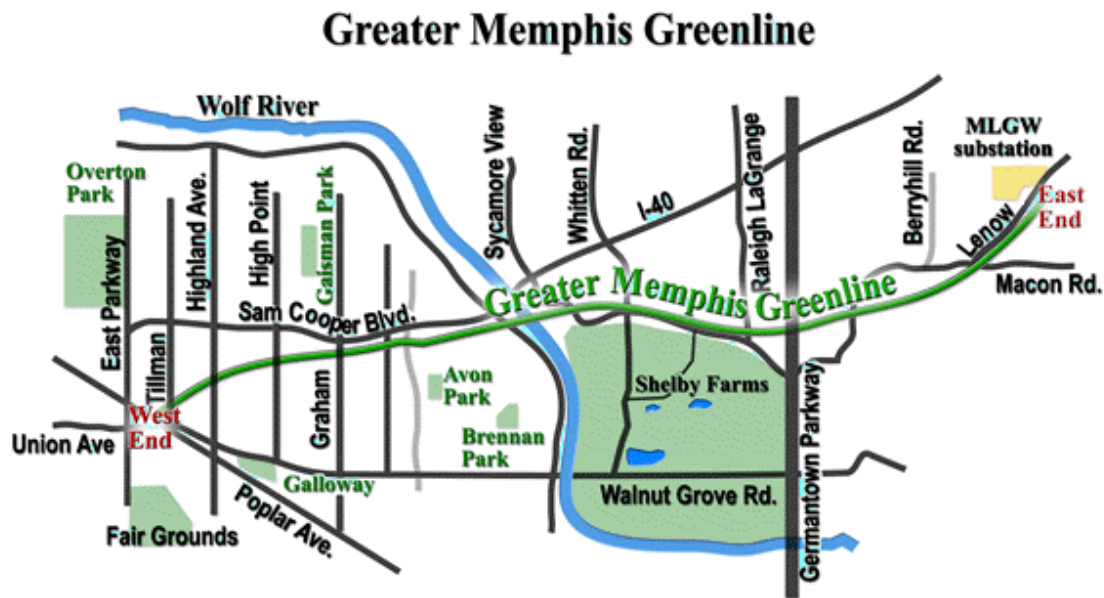 Greater Memphis Greenline
Wolf River
Overton
Park
East Parkway
Tillman
Highland Ave.
High Point
Gaisman Park
Graham
Sam Cooper Blvd.
Sycamore View
Whitten Rd.
I-40
Raleigh LaGrange
Berryhill Rd.
MLGW
substation
East
End
Lenow
Macon Rd.
Greater Memphis Greenline
Shelby Farms
Avon
Park
Brennan
Park
West
End
Union Ave
Galloway
Poplar Ave.
Fair Grounds
Walnut Grove Rd.
Germantown Parkway